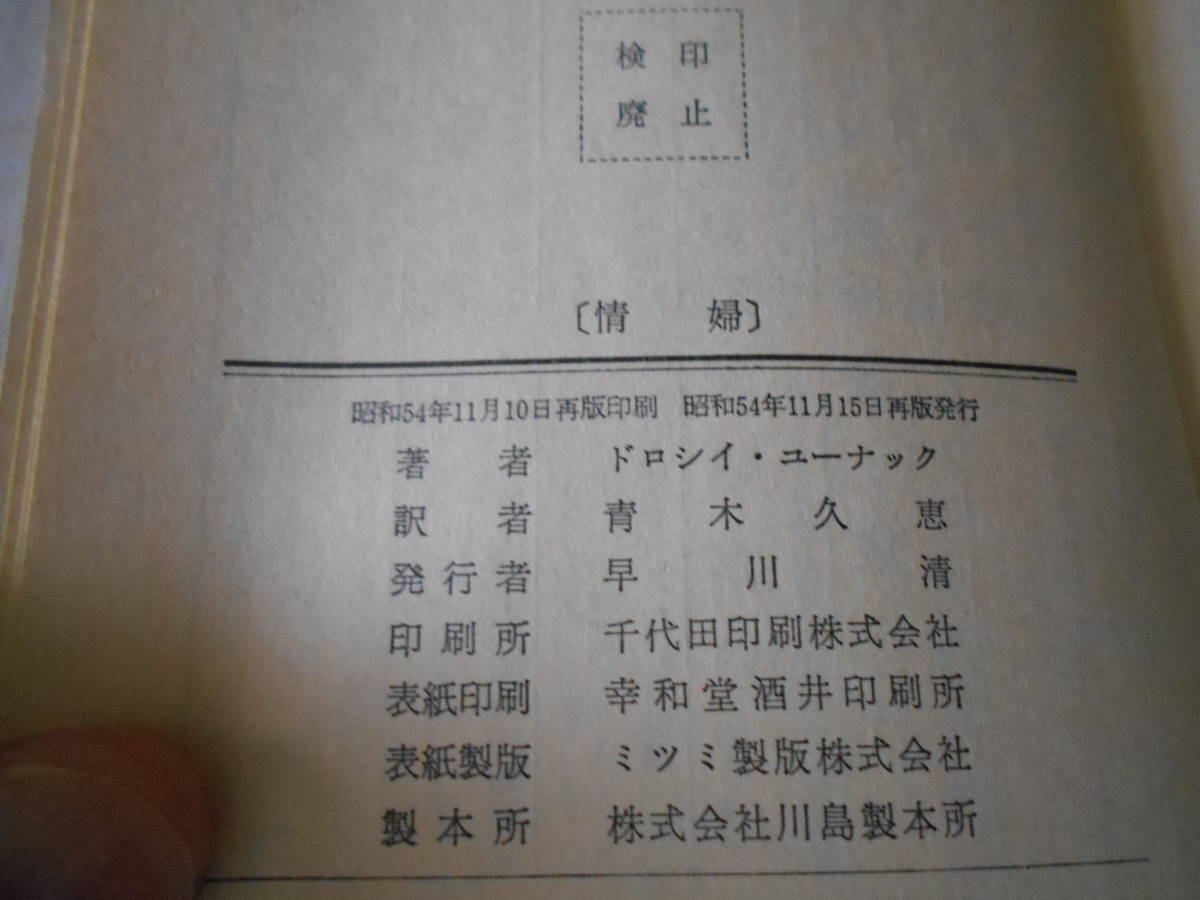 検印
廃止
〔情婦〕
昭和54年11月10日再版印刷 昭和54年11月15日再版発行
著者 ドロシイ・ユーナック
訳者 青木久恵
発行者 早川清
印刷所 千代田印刷株式会社
表紙印刷 幸和堂酒井印刷所
表紙製版 ミツミ製版株式会社
製本所 株式会社川島製本所